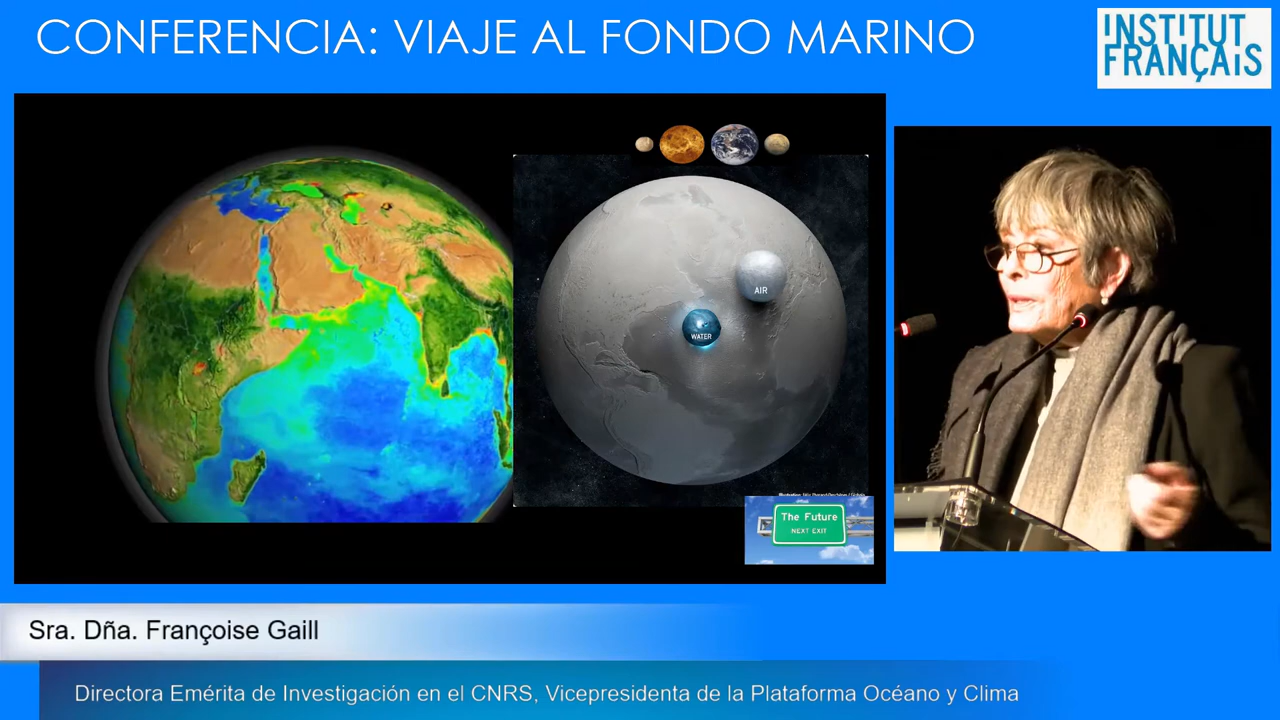 CONFERENCIA: VIAJE AL FONDO MARINO
INSTITUT
FRANÇAIS
AIR
WATER
The Future
NEXT EXIT
Sra. Dña. Françoise Gaill
Directora Emérita de Investigación en el CNRS, Vicepresidenta de la Plataforma Océano y Clima